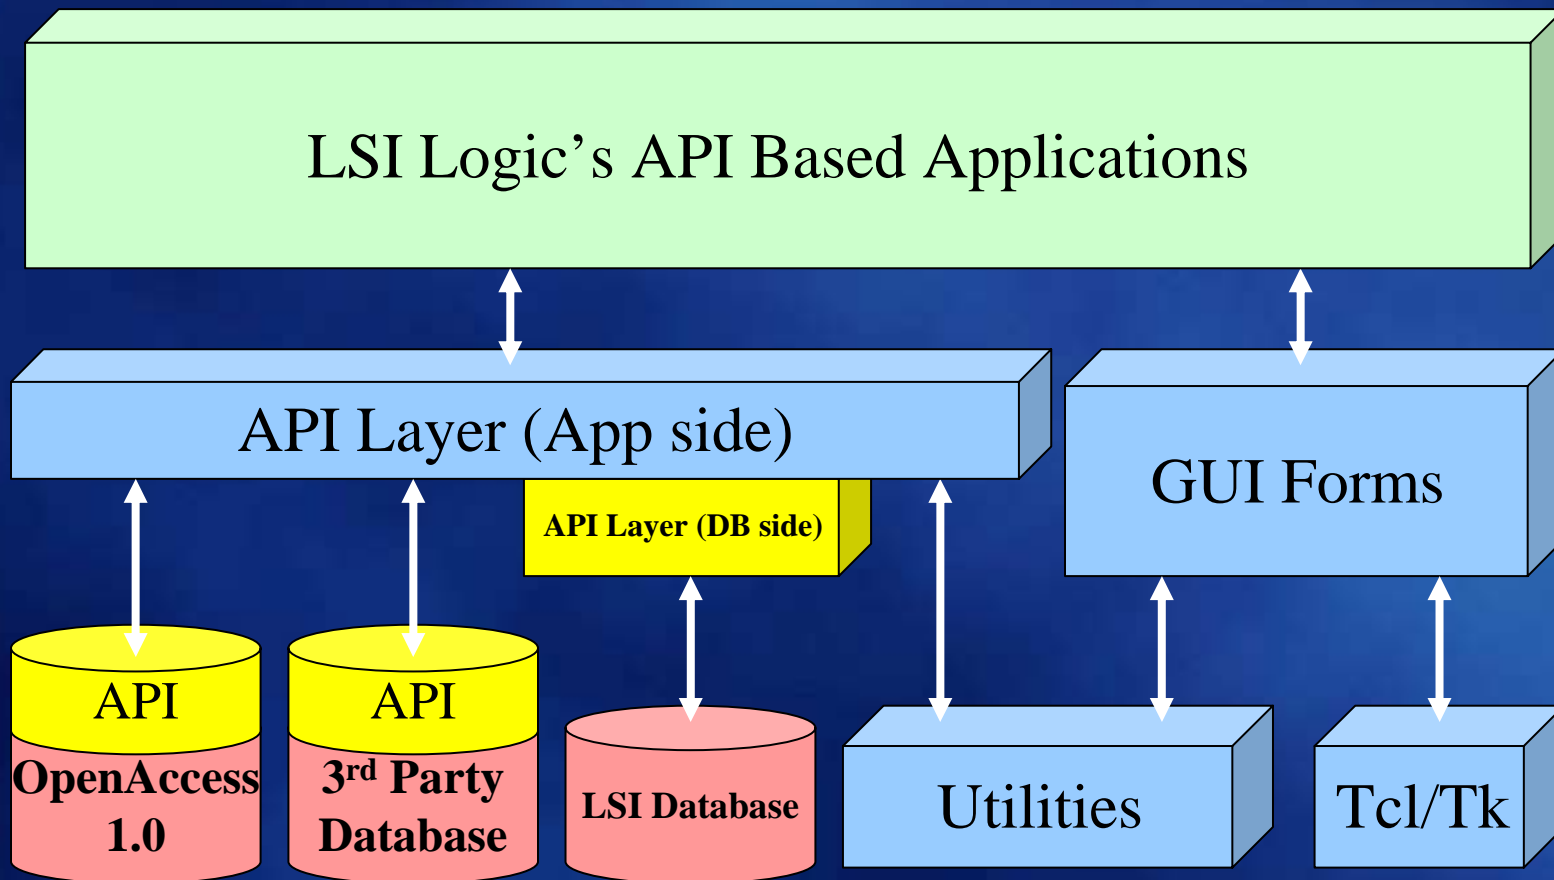 LSI Logic’s API Based Applications
API Layer (App side)
GUI Forms
API Layer (DB side)
API
OpenAccess
1.0
API
3rd Party
Database
LSI Database
Utilities
Tcl/Tk